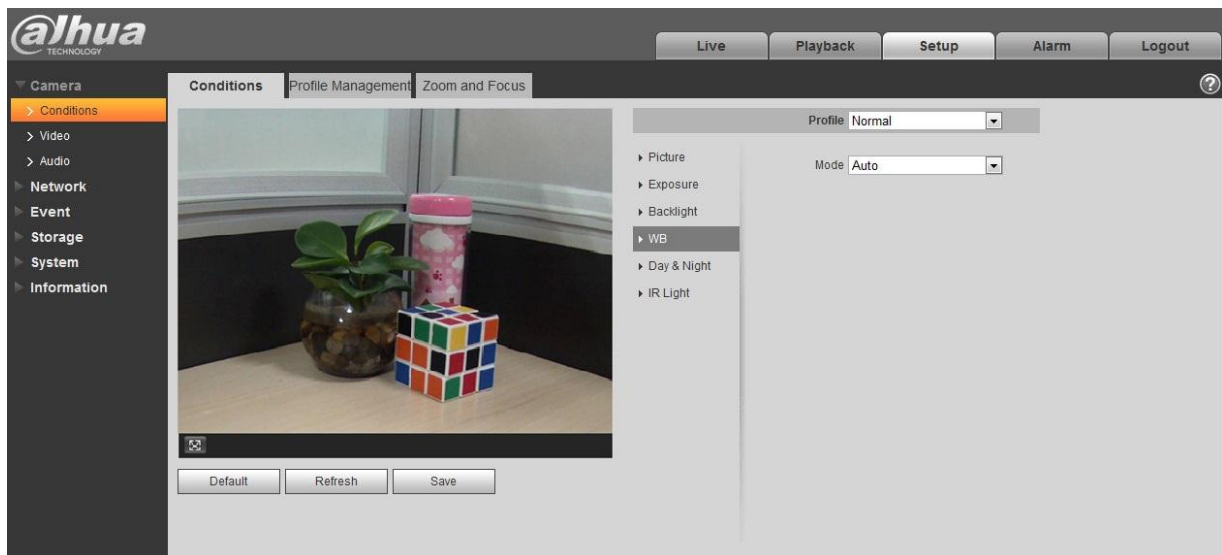 alhua
TECHNOLOGY
Live
Playback
Setup
Alarm
Logout
Camera
Conditions
Video
Audio
Network
Event
Storage
System
Information
Conditions
Profile Management
Zoom and Focus
?
Profile Normal
Picture
Exposure
Backlight
WB
Day & Night
IR Light
Mode Auto
Default
Refresh
Save